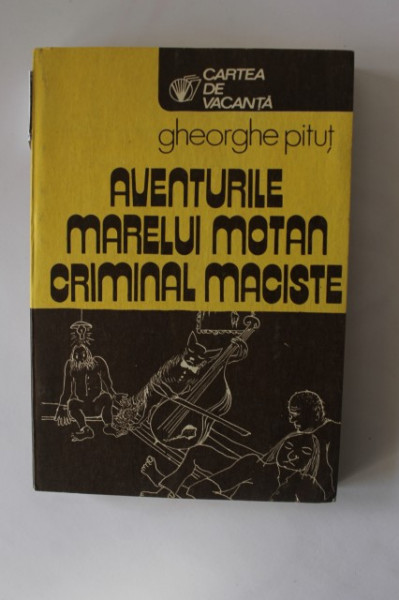 CARTEA
DE
VACANȚĂ
gheorghe pituț
AVENTURILE
MARELUI MOTAN
CRIMINAL MACISTE